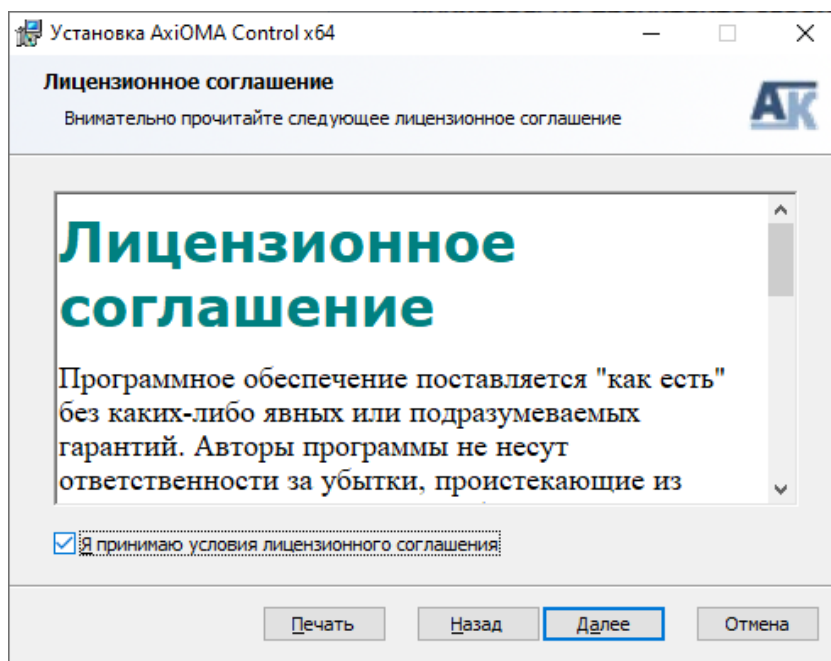 Установка AxiOMA Control x64
Лицензионное соглашение
Внимательно прочитайте следующее лицензионное соглашение
АК
Лицензионное
соглашение
Программное обеспечение поставляется "как есть"
без каких-либо явных или подразумеваемых
гарантий. Авторы программы не несут
ответственности за убытки, проистекающие из
Я принимаю условия лицензионного соглашения
Печать Назад Далее Отмена